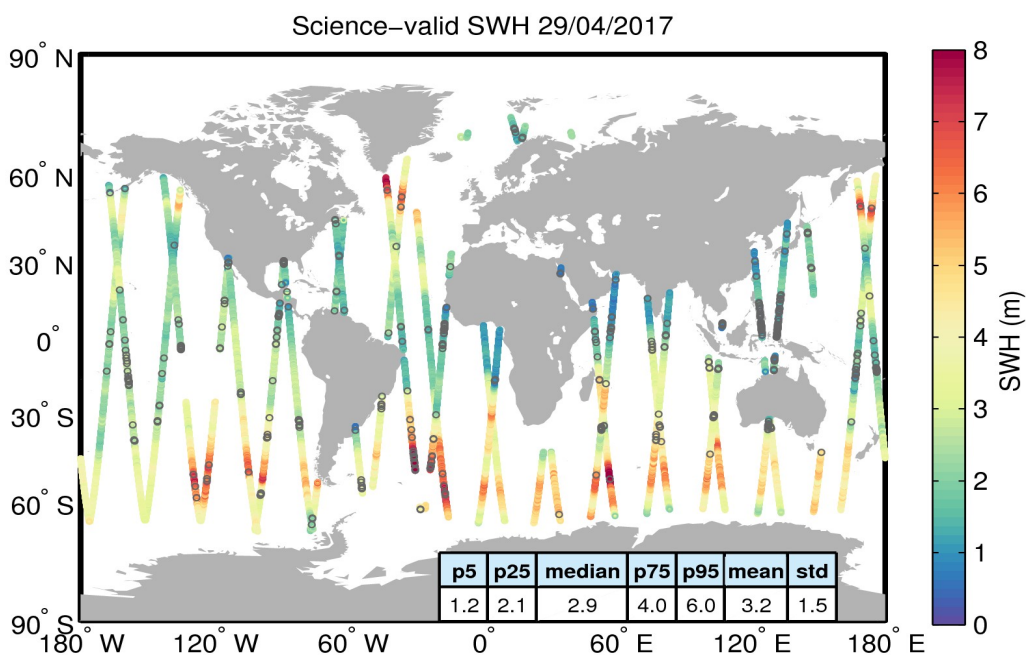 Science−valid SWH 29/04/2017
90° N
60° N
30° N
0°
30° S
60° S
90° S
180° W
120° W
60° W
0°
60° E
120° E
180° E
p5 p25 median p75 p95 mean std
1.2 2.1 2.9 4.0 6.0 3.2 1.5
8
7
6
5
4
3
2
1
0
SWH (m)